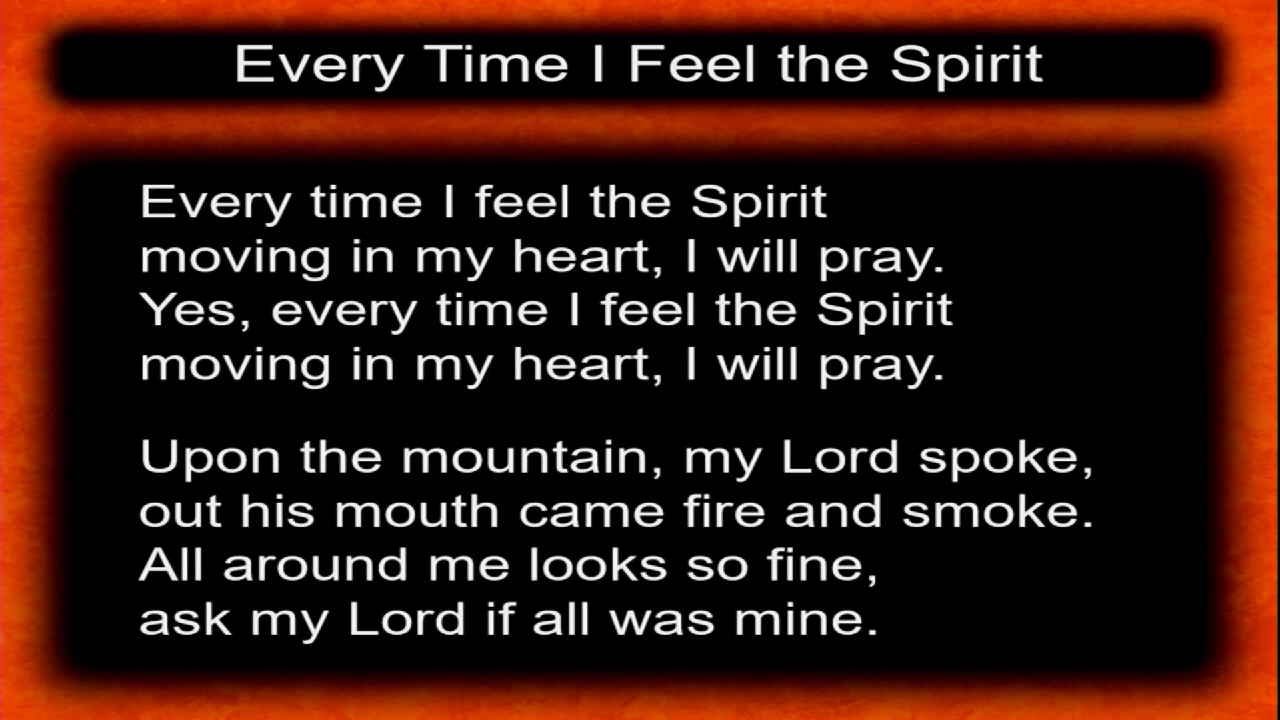 Every Time I Feel the Spirit
Every time I feel the Spirit
moving in my heart, I will pray.
Yes, every time I feel the Spirit
moving in my heart, I will pray.
Upon the mountain, my Lord spoke,
out his mouth came fire and smoke.
All around me looks so fine,
ask my Lord if all was mine.